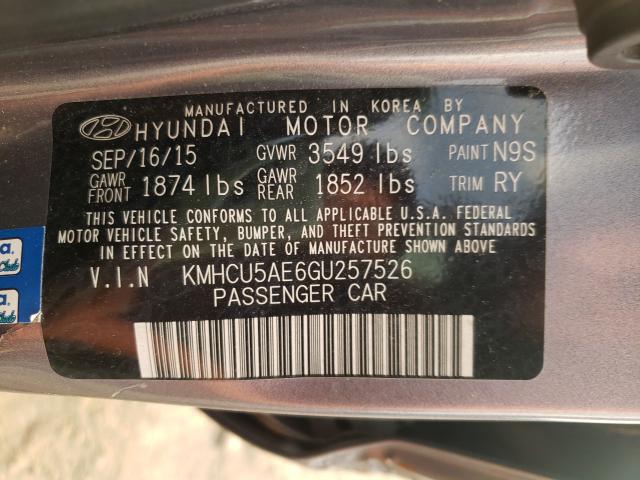 MANUFACTURED IN KOREA BY
HYUNDAI MOTOR COMPANY
SEP/16/15 GVWR 3549 lbs PAINT N9S
GAWR FRONT 1874 lbs GAWR REAR 1852 lbs TRIM RY
THIS VEHICLE CONFORMS TO ALL APPLICABLE U.S.A. FEDERAL
MOTOR VEHICLE SAFETY, BUMPER, AND THEFT PREVENTION STANDARDS
IN EFFECT ON THE DATE OF MANUFACTURE SHOWN ABOVE
V.I.N KMHCU5AE6GU257526
PASSENGER CAR